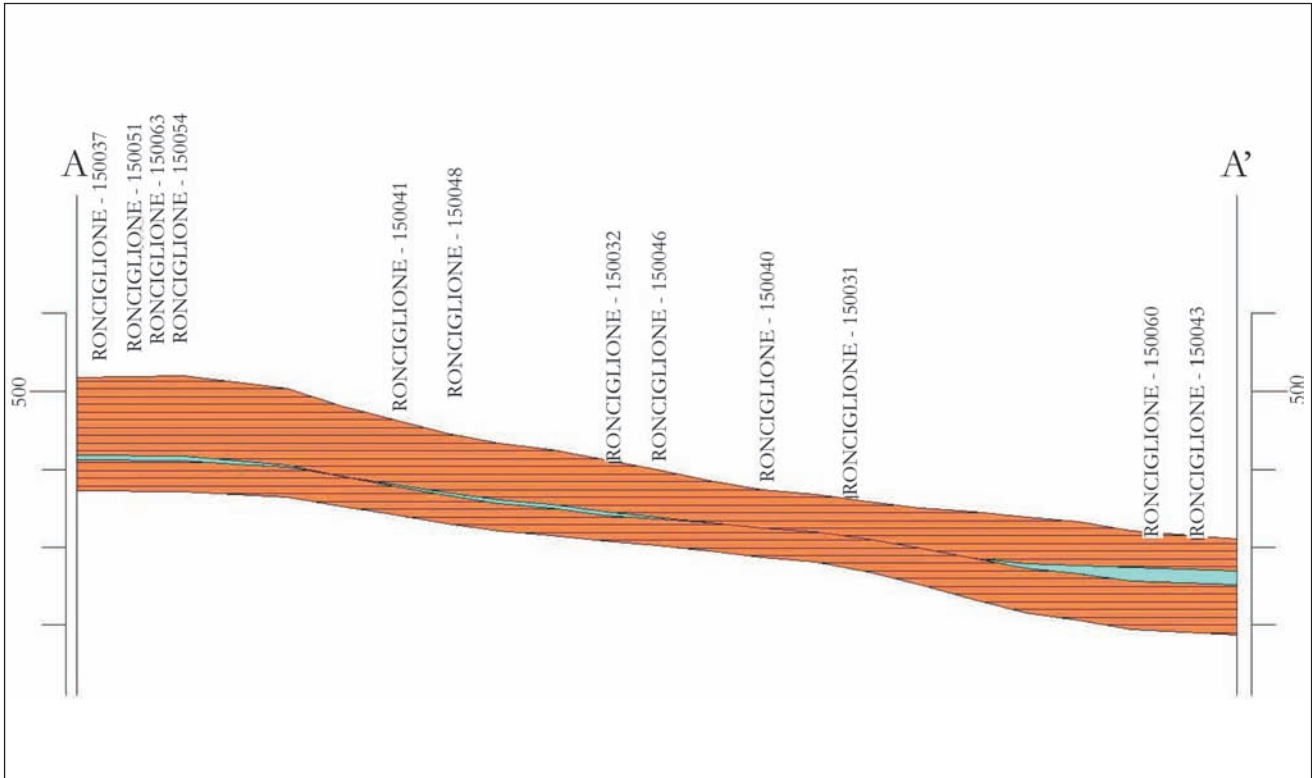 A
A’
RONCIGLIONE - 150037
RONCIGLIONE - 150051
RONCIGLIONE - 150063
RONCIGLIONE - 150054
RONCIGLIONE - 150041
RONCIGLIONE - 150048
RONCIGLIONE - 150032
RONCIGLIONE - 150046
RONCIGLIONE - 150040
RONCIGLIONE - 150031
RONCIGLIONE - 150060
RONCIGLIONE - 150043
500
500